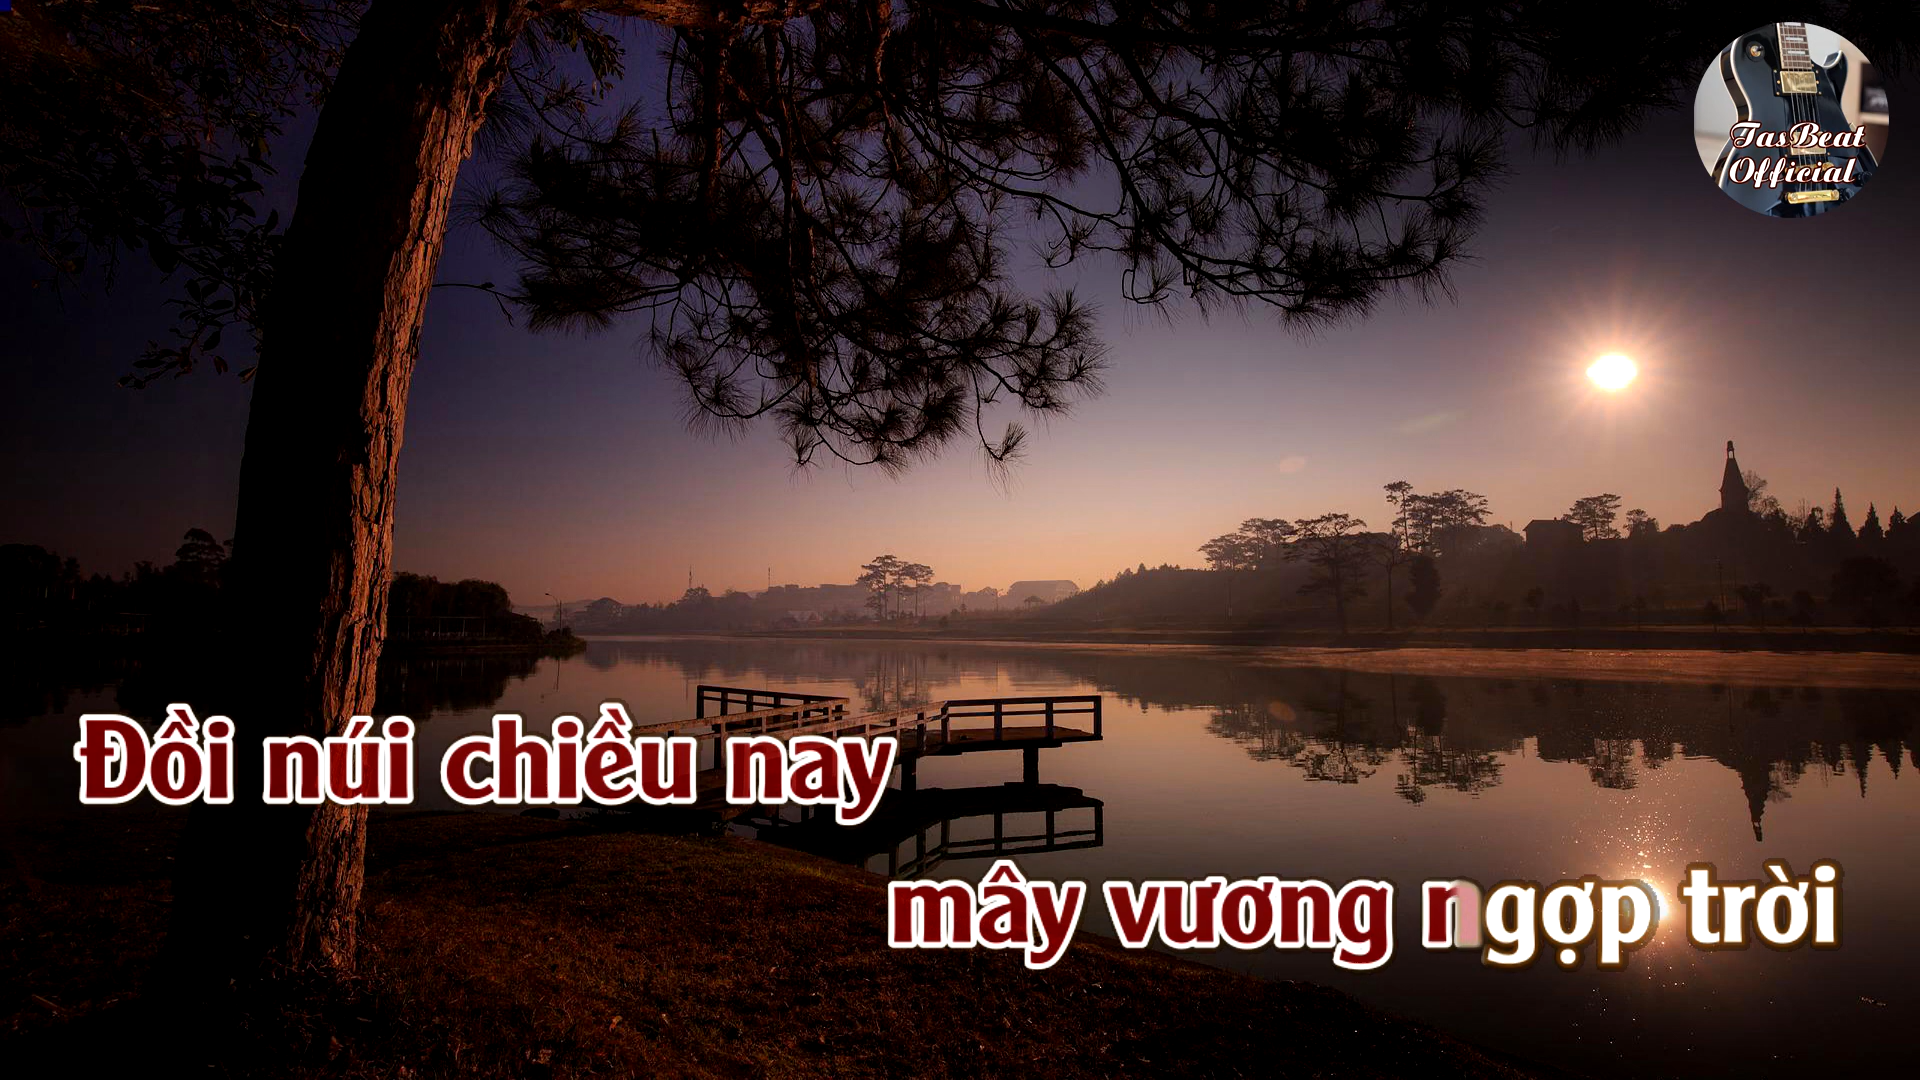 TasBeat
Official
Đồi núi chiều nay
mây vương ngợp trời